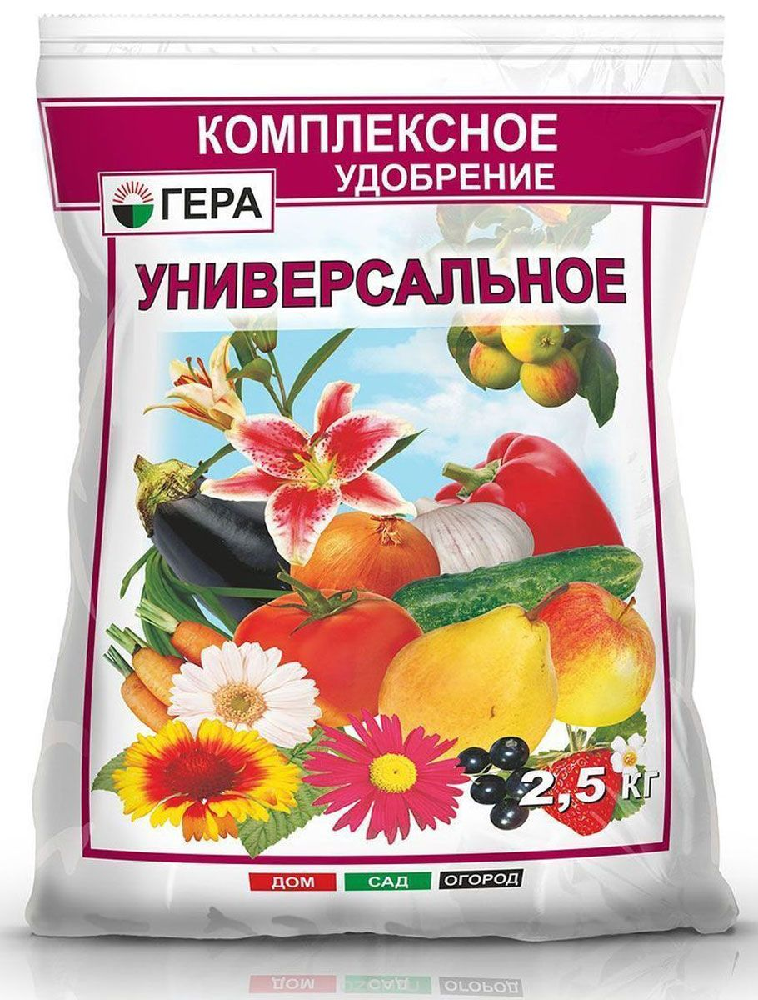 КОМПЛЕКСНОЕ
УДОБРЕНИЕ
ГЕРА
УНИВЕРСАЛЬНОЕ
2,5 кг
ДОМ САД ОГОРОД